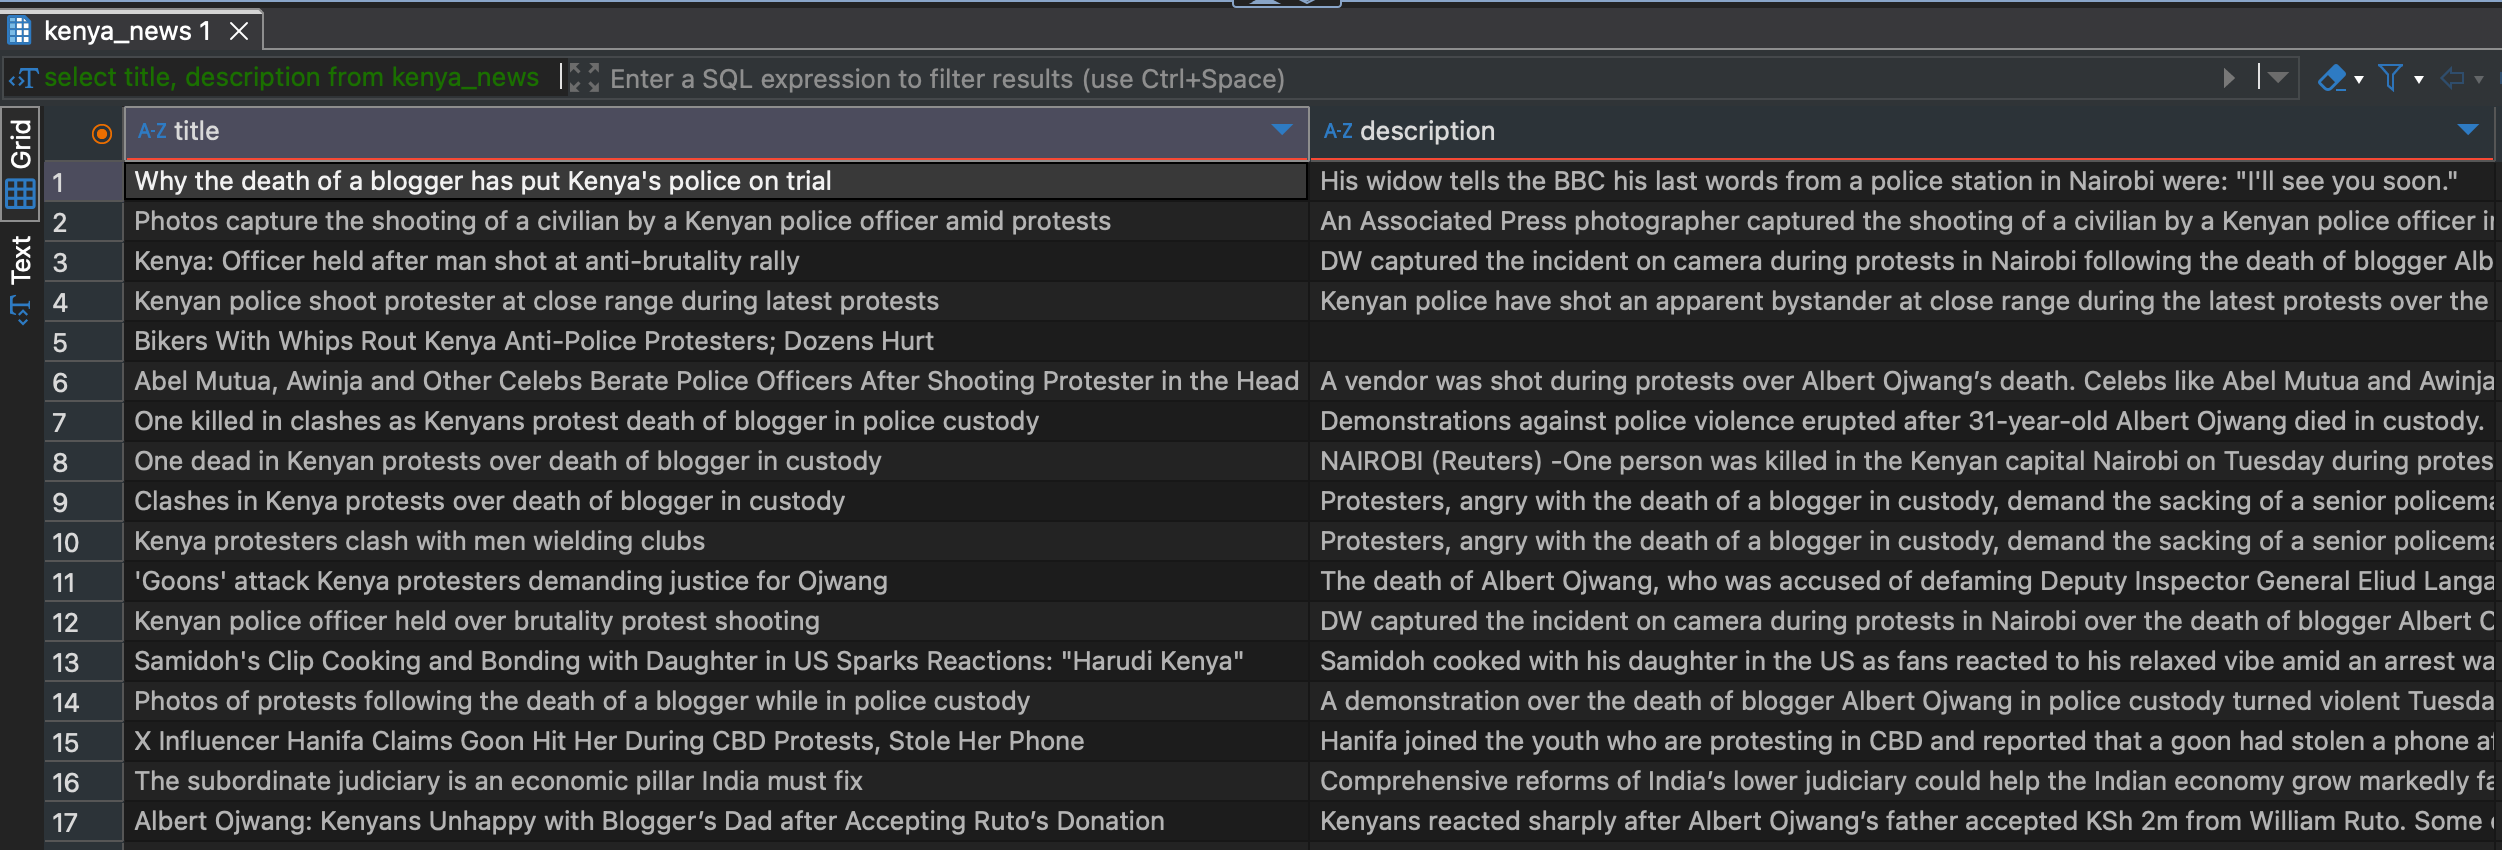 kenya_news 1
select title, description from kenya_news Enter a SQL expression to filter results (use Ctrl+Space)
Grid
Text
A-Z title A-Z description
1 Why the death of a blogger has put Kenya's police on trial His widow tells the BBC his last words from a police station in Nairobi were: "I'll see you soon."
2 Photos capture the shooting of a civilian by a Kenyan police officer amid protests An Associated Press photographer captured the shooting of a civilian by a Kenyan police officer
3 Kenya: Officer held after man shot at anti-brutality rally DW captured the incident on camera during protests in Nairobi following the death of blogger Alb
4 Kenyan police shoot protester at close range during latest protests Kenyan police have shot an apparent bystander at close range during the latest protests over the
5 Bikers With Whips Rout Kenya Anti-Police Protesters; Dozens Hurt
6 Abel Mutua, Awinja and Other Celebs Berate Police Officers After Shooting Protester in the Head A vendor was shot during protests over Albert Ojwang’s death. Celebs like Abel Mutua and Awinja
7 One killed in clashes as Kenyans protest death of blogger in police custody Demonstrations against police violence erupted after 31-year-old Albert Ojwang died in custody.
8 One dead in Kenyan protests over death of blogger in custody NAIROBI (Reuters) -One person was killed in the Kenyan capital Nairobi on Tuesday during protes
9 Clashes in Kenya protests over death of blogger in custody Protesters, angry with the death of a blogger in custody, demand the sacking of a senior policema
10 Kenya protesters clash with men wielding clubs Protesters, angry with the death of a blogger in custody, demand the sacking of a senior policema
11 'Goons' attack Kenya protesters demanding justice for Ojwang The death of Albert Ojwang, who was accused of defaming Deputy Inspector General Eliud Langa
12 Kenyan police officer held over brutality protest shooting DW captured the incident on camera during protests in Nairobi over the death of blogger Albert
13 Samidoh's Clip Cooking and Bonding with Daughter in US Sparks Reactions: "Harudi Kenya" Samidoh cooked with his daughter in the US as fans reacted to his relaxed vibe amid an arrest wa
14 Photos of protests following the death of a blogger while in police custody A demonstration over the death of blogger Albert Ojwang in police custody turned violent Tuesda
15 X Influencer Hanifa Claims Goon Hit Her During CBD Protests, Stole Her Phone Hanifa joined the youth who are protesting in CBD and reported that a goon had stolen a phone
16 The subordinate judiciary is an economic pillar India must fix Comprehensive reforms of India’s lower judiciary could help the Indian economy grow markedly
17 Albert Ojwang: Kenyans Unhappy with Blogger’s Dad after Accepting Ruto’s Donation Kenyans reacted sharply after Albert Ojwang’s father accepted KSh 2m from William Ruto. Some